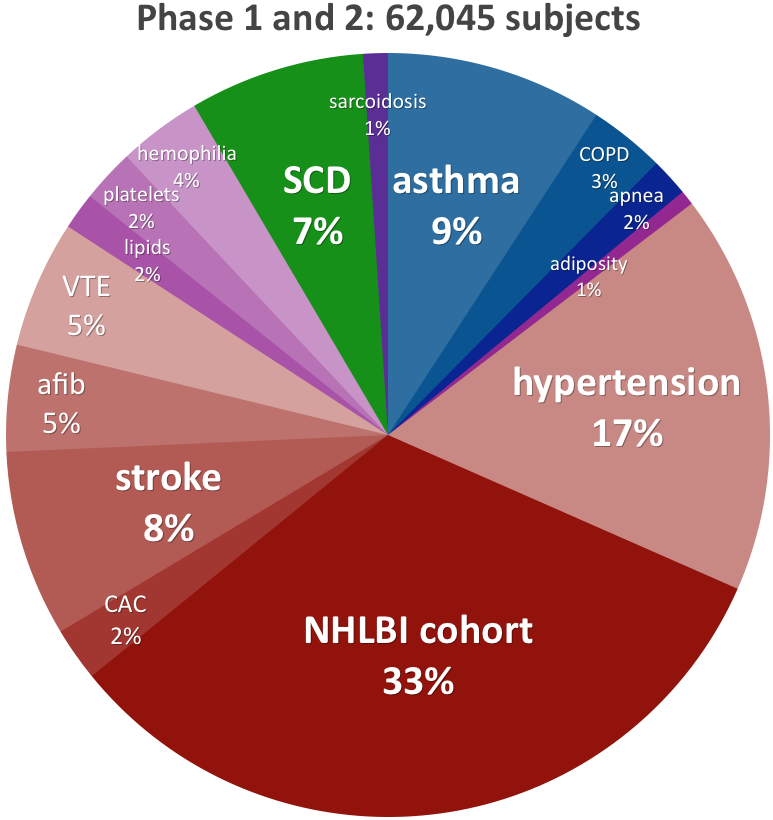 Phase 1 and 2: 62,045 subjects
sarcoidosis
1%
asthma
9%
COPD
3%
apnea
2%
adiposity
1%
hypertension
17%
NHLBI cohort
33%
CAC
2%
stroke
8%
afib
5%
VTE
5%
lipids
2%
platelets
2%
hemophilia
4%
SCD
7%